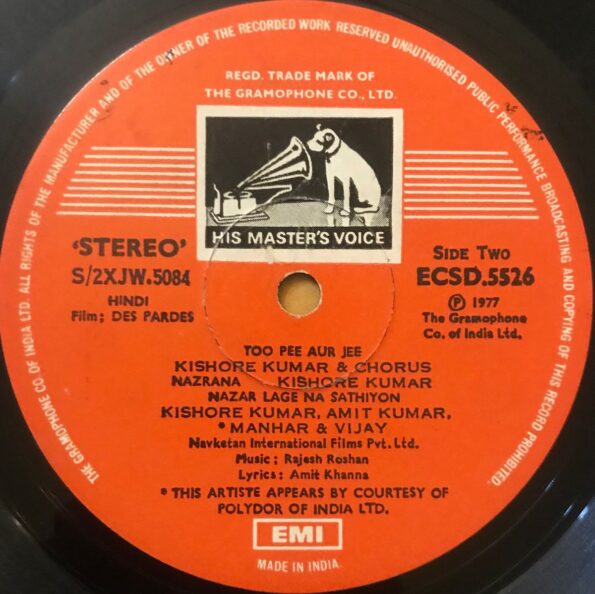 THE GRAMOPHONE CO. OF INDIA LTD. ALL RIGHTS OF THE MANUFACTURER AND OF THE OWNER OF THE RECORDED WORK RESERVED UNAUTHORISED PUBLIC PERFORMANCE BROADCASTING AND COPYING OF THIS RECORD PROHIBITED.
REGD. TRADE MARK OF
THE GRAMOPHONE CO., LTD.
HIS MASTER'S VOICE
'STEREO'
S/2XJW.5084
HINDI
Film; DES PARDES
SIDE TWO
ECSD.5526
Ⓟ 1977
The Gramophone
Co. of India Ltd.
TOO PEE AUR JEE
KISHORE KUMAR & CHORUS
NAZRANA KISHORE KUMAR
NAZAR LAGE NA SATHIYON
KISHORE KUMAR, AMIT KUMAR,
* MANHAR & VIJAY
Navketan International Films Pvt. Ltd.
Music; Rajesh Roshan
Lyrics: Amit Khanna
* THIS ARTISTE APPEARS BY COURTESY OF
POLYDOR OF INDIA LTD.
EMI
MADE IN INDIA.